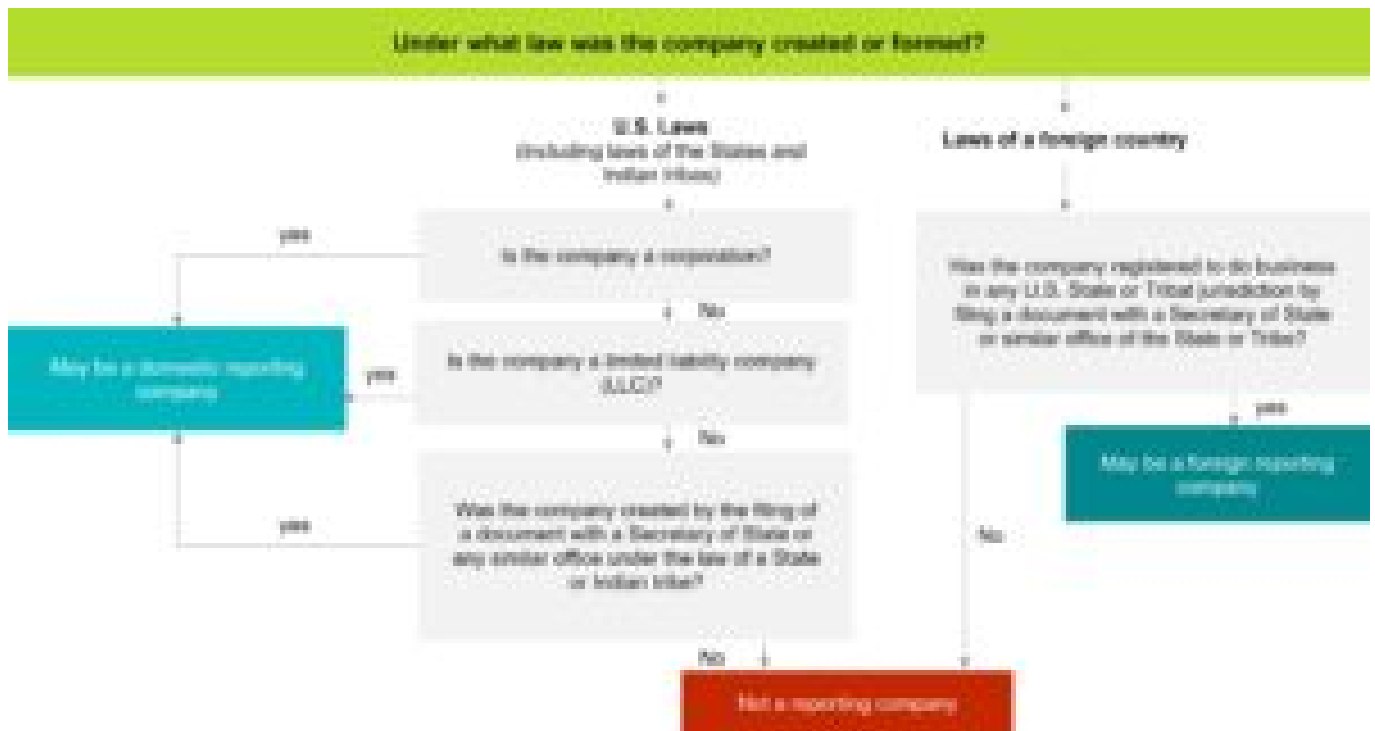 Under what law was the company created or formed?
U.S. Laws
(including laws of the States and
Indian tribes)
Laws of a foreign country
yes
Is the company a corporation?
Has the company registered to do business
in any U.S. State or Tribal jurisdiction by
filing a document with a Secretary of State
or similar office of the State or Tribe?
No
May be a domestic reporting
company
yes
Is the company a limited liability company
(LLC)?
yes
No
May be a foreign reporting
company
yes
Was the company created by the filing of
a document with a Secretary of State or
any similar office under the law of a State
or Indian tribe?
No
No
Not a reporting company